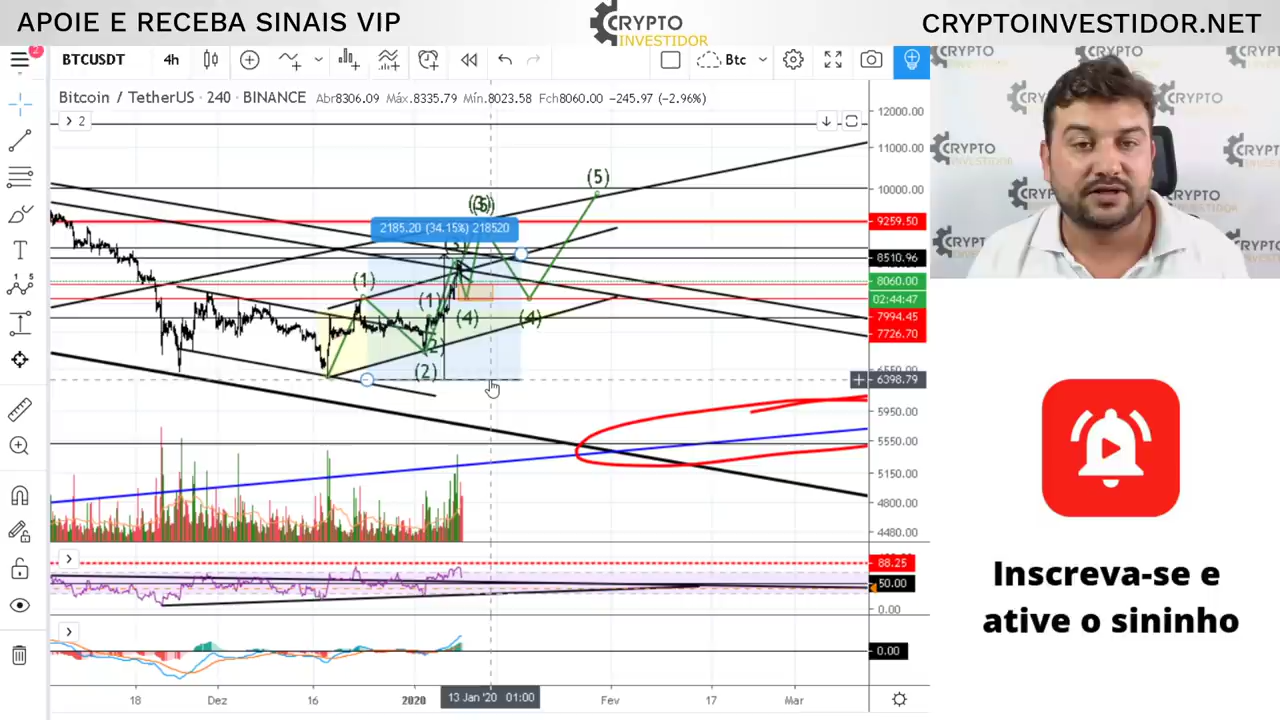 APOIE E RECEBA SINAIS VIP
CRYPTO
INVESTIDOR
CRYPTOINVESTIDOR.NET
2
BTCUSDT
4h
Btc
Bitcoin / TetherUS · 240 · BINANCE
Abr8306.09 Máx.8335.79 Mín.8023.58 Fch8060.00 −245.97 (−2.96%)
2
12000.00
11000.00
10000.00
9259.50
8510.96
8060.00
02:44:47
7994.45
7726.70
6398.79
5950.00
5550.00
5150.00
4800.00
4480.00
(5)
2185.20 (34.15%) 218520
(1)
(1)
(4)
(4)
(2)
88.25
50.00
0.00
0.00
18
Dez
16
2020
13 Jan '20 01:00
Fev
17
Mar
Inscreva-se e
ative o sininho